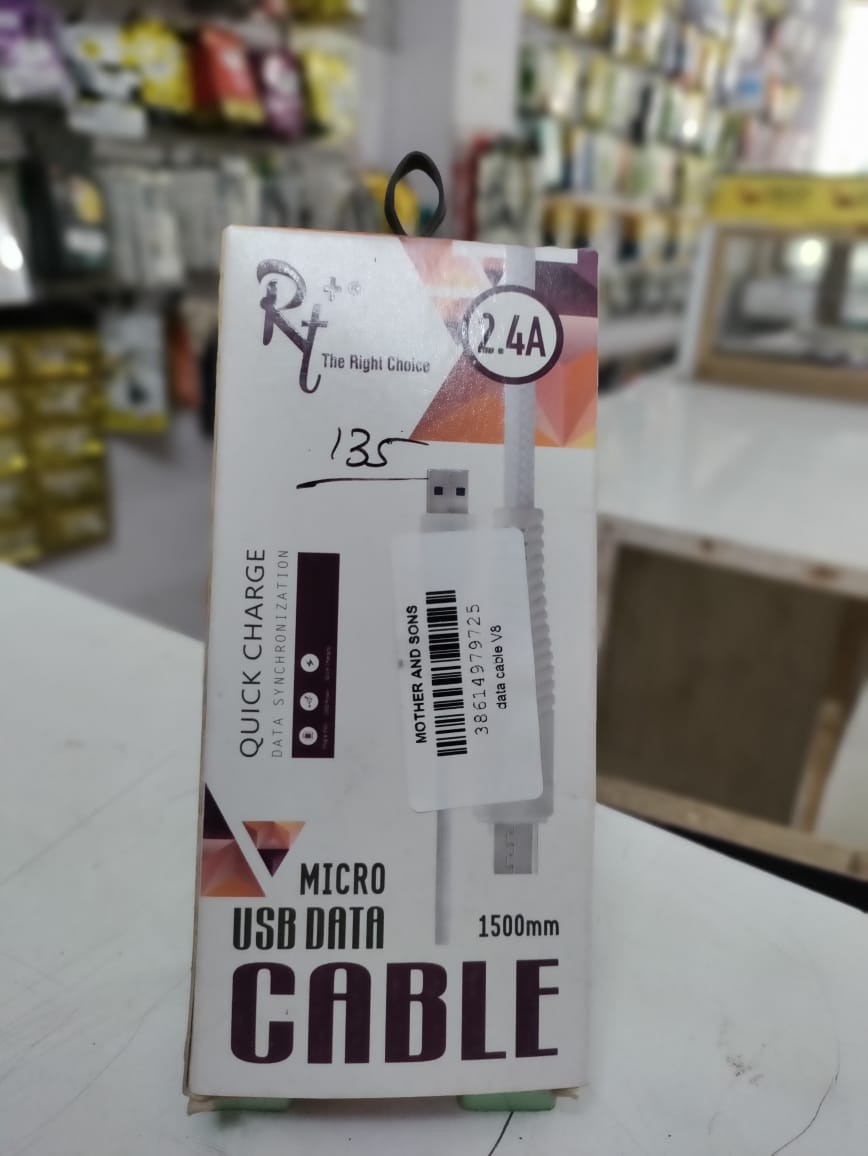 Rt+®
The Right Choice
2.4A
135
QUICK CHARGE
DATA SYNCHRONIZATION
MOTHER AND SONS
38614979725
data cable V8
MICRO
USB DATA
1500mm
CABLE